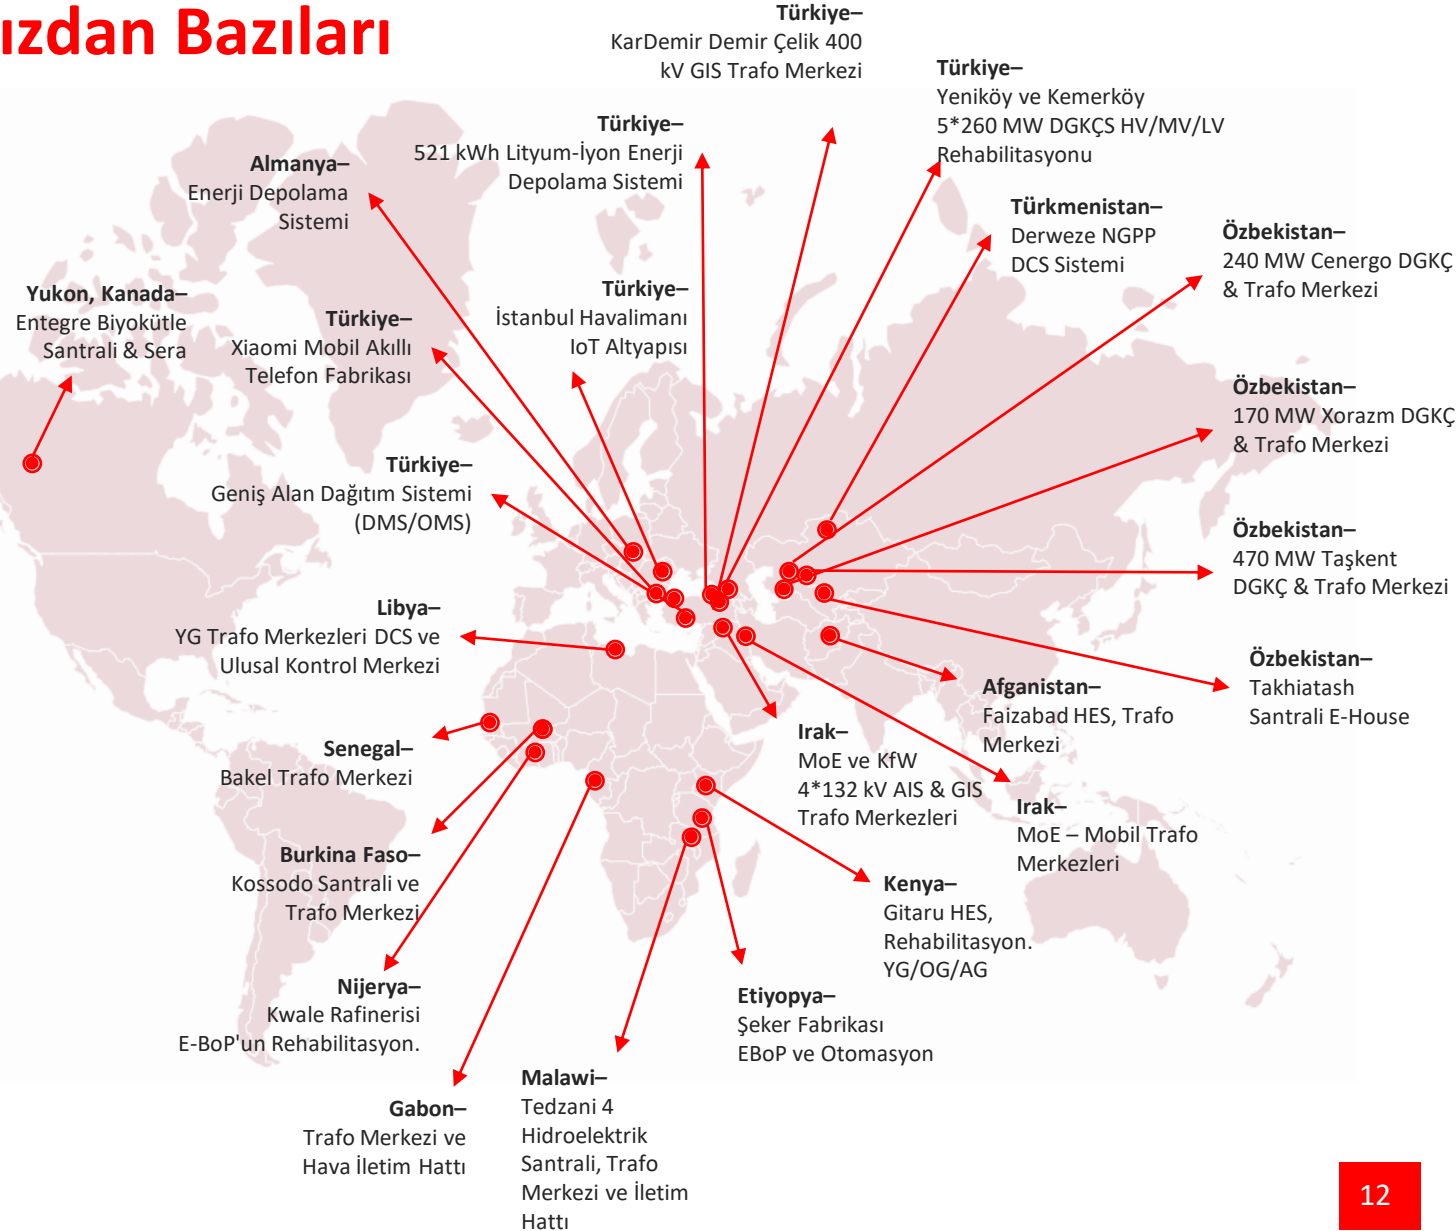 ızdan Bazıları
Türkiye–
KarDemir Demir Çelik 400
kV GIS Trafo Merkezi
Türkiye–
Yeniköy ve Kemerköy
5*260 MW DGKÇS HV/MV/LV
Rehabilitasyonu
Türkiye–
521 kWh Lityum-İyon Enerji
Depolama Sistemi
Almanya–
Enerji Depolama
Sistemi
Türkmenistan–
Derweze NGPP
DCS Sistemi
Özbekistan–
240 MW Cenergo DGKÇ
& Trafo Merkezi
Yukon, Kanada–
Entegre Biyokütle
Santrali & Sera
Türkiye–
Xiaomi Mobil Akıllı
Telefon Fabrikası
Türkiye–
İstanbul Havalimanı
IoT Altyapısı
Özbekistan–
170 MW Xorazm DGKÇ
& Trafo Merkezi
Türkiye–
Geniş Alan Dağıtım Sistemi
(DMS/OMS)
Özbekistan–
470 MW Taşkent
DGKÇ & Trafo Merkezi
Libya–
YG Trafo Merkezleri DCS ve
Ulusal Kontrol Merkezi
Özbekistan–
Takhiatash
Santrali E-House
Afganistan–
Faizabad HES, Trafo
Merkezi
Senegal–
Bakel Trafo Merkezi
Irak–
MoE ve KfW
4*132 kV AIS & GIS
Trafo Merkezleri
Irak–
MoE – Mobil Trafo
Merkezleri
Burkina Faso–
Kossodo Santrali ve
Trafo Merkezi
Kenya–
Gitaru HES,
Rehabilitasyon.
YG/OG/AG
Nijerya–
Kwale Rafinerisi
E-BoP'un Rehabilitasyon.
Etiyopya–
Şeker Fabrikası
EBoP ve Otomasyon
Malawi–
Tedzani 4
Hidroelektrik
Santrali, Trafo
Merkezi ve İletim
Hattı
Gabon–
Trafo Merkezi ve
Hava İletim Hattı
12